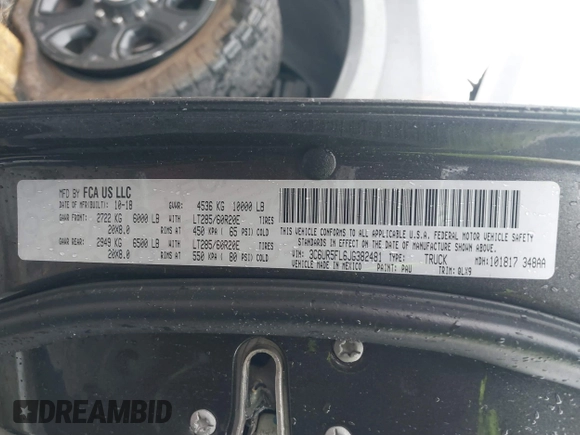 MFD BY FCA US LLC
DATE OF MFR(BUILT): 10-18 GVWR: 4536 KG 10000 LB
GAWR FRONT: 2722 KG 6000 LB WITH LT285/60R20E TIRES
20X8.0 RIMS AT 450 KPA ( 65 PSI) COLD
GAWR REAR: 2948 KG 6500 LB WITH LT285/60R20E TIRES
20X8.0 RIMS AT 550 KPA ( 80 PSI) COLD
THIS VEHICLE CONFORMS TO ALL APPLICABLE U.S.A. FEDERAL MOTOR VEHICLE SAFETY
STANDARDS IN EFFECT ON THE DATE OF MANUFACTURE SHOWN ABOVE.
VIN: 3C6UR5FL6JG382481 TYPE: TRUCK MDH: 101817 348AA
VEHICLE MADE IN MEXICO PAINT: PAU TRIM: QLX9
DREAMBID